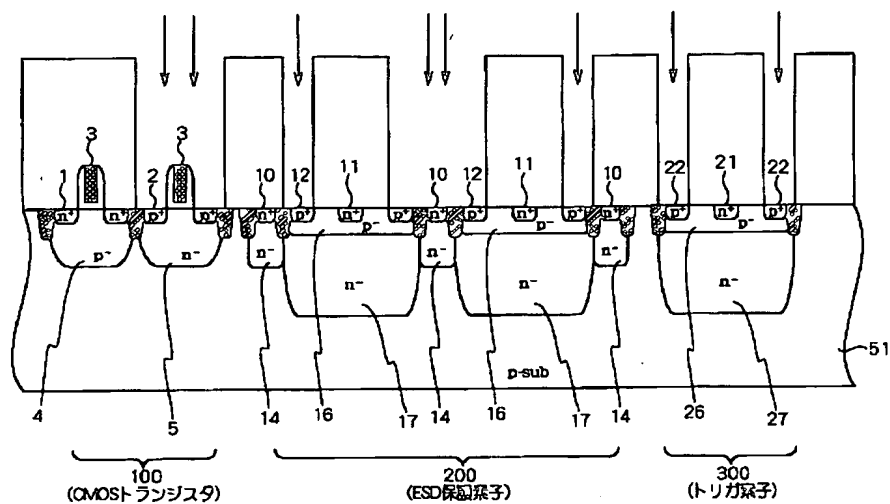 3 3
1 2 10 12 11 10 12 11 10 22 21 22
n+ n+ p+ p+ n+ p+ n+ p+ n+ p+ n+ p+ n+ p+ n+ p+
p- p- p-
p- n- n- n- n- n-
n- n- n-
51
p-sub
4 5 14 16 17 14 16 17 14 26 27
100 200 300
(CMOSトランジスタ) (ESD保護素子) (トリガ素子)